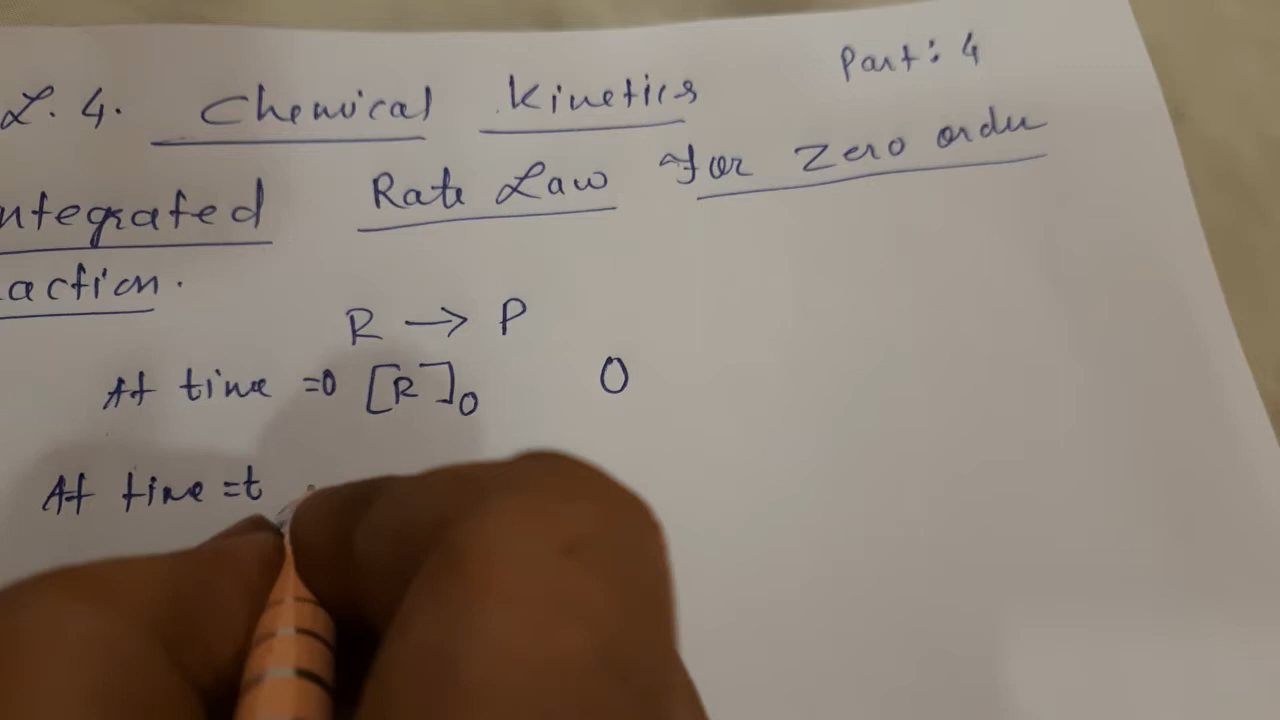 Part: 4
L. 4. Chemical Kinetics
ntegrated Rate Law for Zero order
action.
R → P
At time =0 [R]₀ 0
At time =t